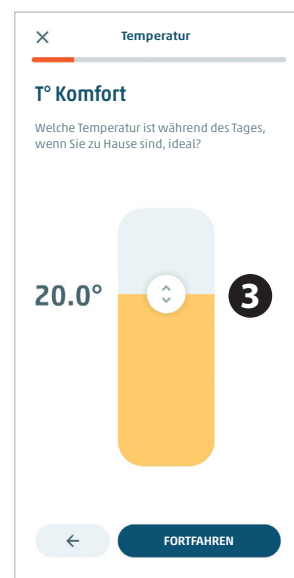 Temperatur
T° Komfort
Welche Temperatur ist während des Tages,
wenn Sie zu Hause sind, ideal?
20.0°
3
FORTFAHREN